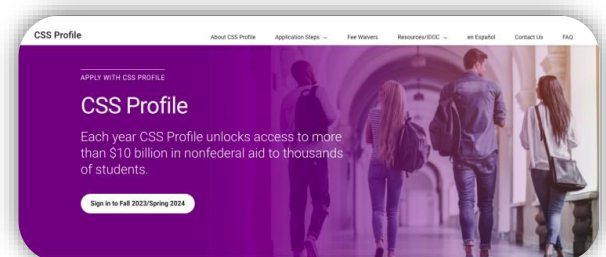 CSS Profile
About CSS Profile Application Steps Fee Waivers Resources/IDOC en Español Contact Us FAQ
APPLY WITH CSS PROFILE
CSS Profile
Each year CSS Profile unlocks access to more
than $10 billion in nonfederal aid to thousands
of students.
Sign in to Fall 2023/Spring 2024